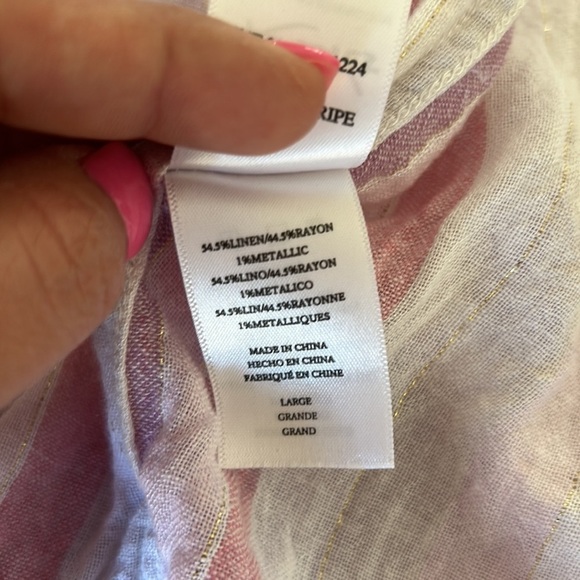 224
RIPE
54.5%LINEN/44.5%RAYON
1%METALLIC
54.5%LINO/44.5%RAYON
1%METALICO
54.5%LIN/44.5%RAYONNE
1%METALLIQUES
MADE IN CHINA
HECHO EN CHINA
FABRIQUÉ EN CHINE
LARGE
GRANDE
GRAND